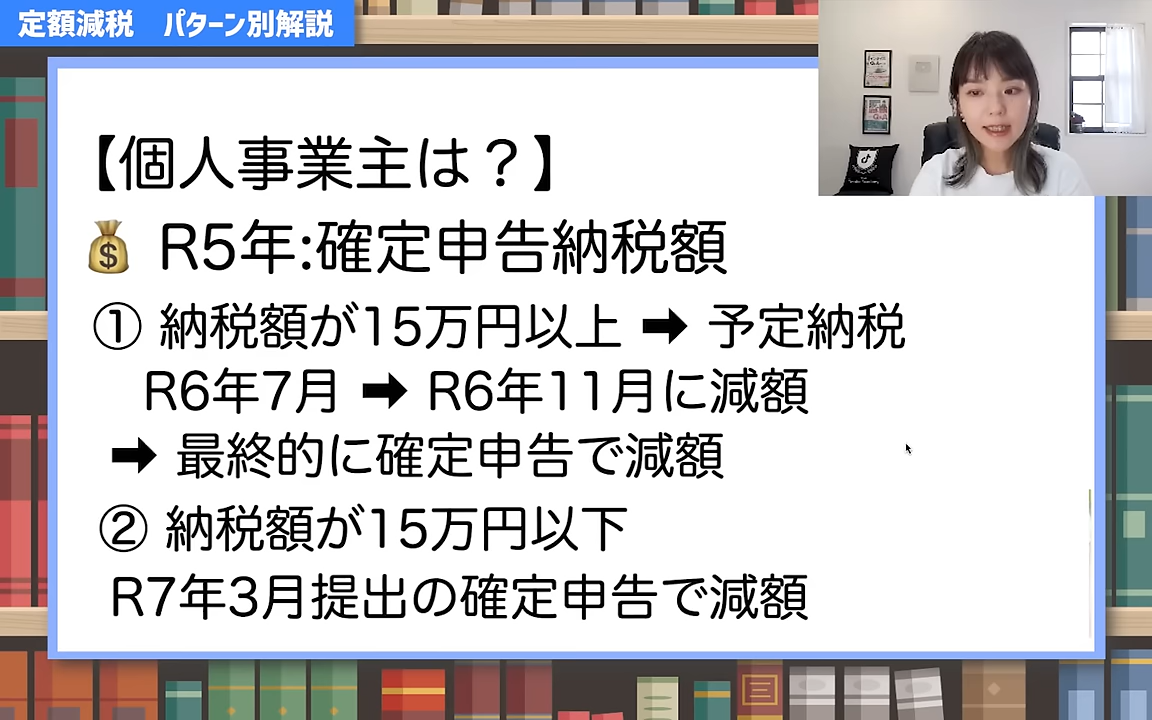 定額減税 パターン別解説
【個人事業主は？】
💰 R5年:確定申告納税額
① 納税額が15万円以上 ➡ 予定納税
R6年7月 ➡ R6年11月に減額
➡ 最終的に確定申告で減額
② 納税額が15万円以下
R7年3月提出の確定申告で減額